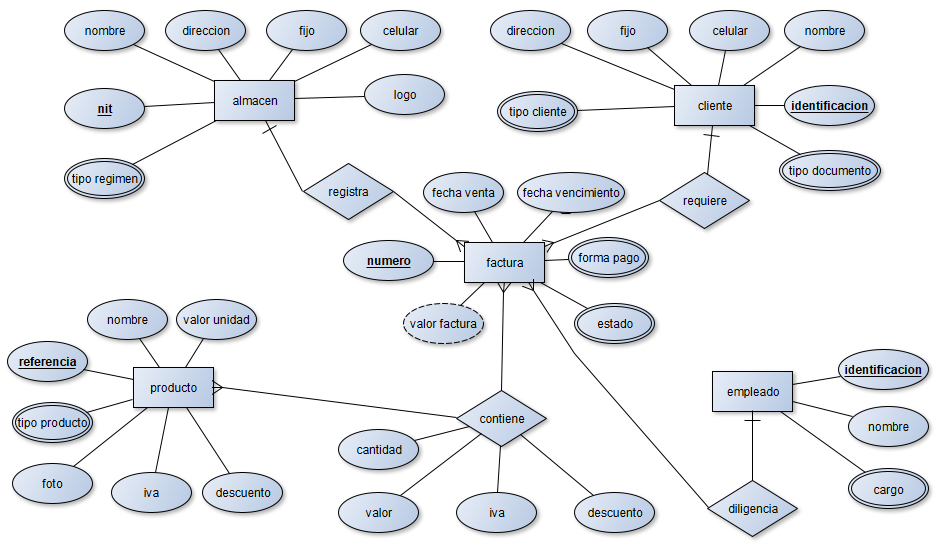 nombre
direccion
fijo
celular
direccion
fijo
celular
nombre
nit
almacen
logo
tipo cliente
cliente
identificacion
tipo regimen
registra
fecha venta
fecha vencimiento
requiere
tipo documento
numero
factura
forma pago
valor factura
estado
nombre
valor unidad
referencia
producto
tipo producto
foto
iva
descuento
contiene
cantidad
valor
iva
descuento
empleado
identificacion
nombre
cargo
diligencia